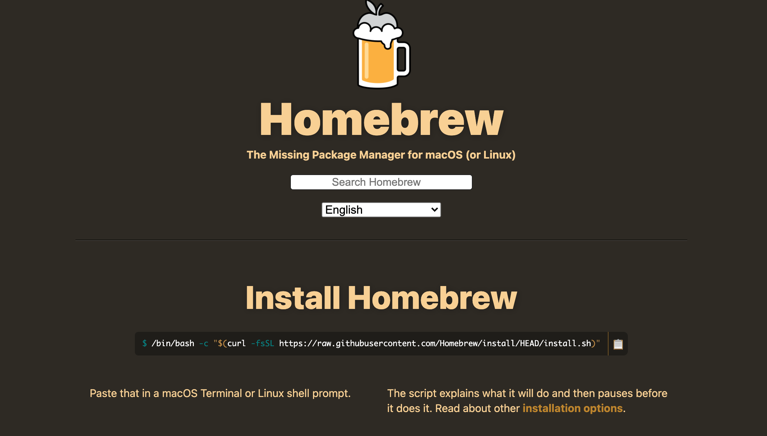 Homebrew
The Missing Package Manager for macOS (or Linux)
Search Homebrew
English
Install Homebrew
$ /bin/bash -c "$(curl -fsSL https://raw.githubusercontent.com/Homebrew/install/HEAD/install.sh)"
Paste that in a macOS Terminal or Linux shell prompt.
The script explains what it will do and then pauses before
it does it. Read about other installation options.